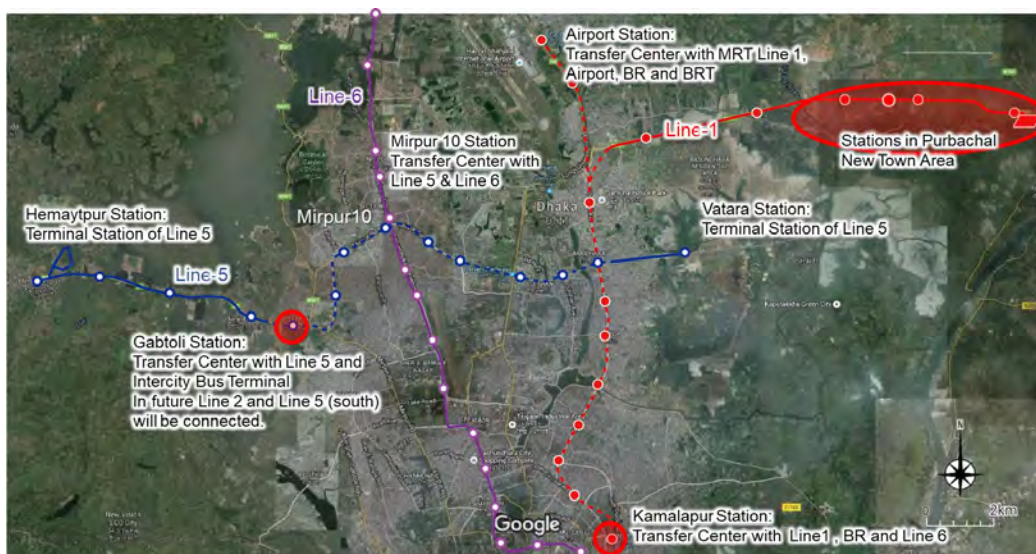 Airport Station:
Transfer Center with MRT Line 1,
Airport, BR and BRT
Line-6
Line-1
Mirpur 10 Station
Transfer Center with
Line 5 & Line 6
Stations in Purbachal
New Town Area
Hemaytpur Station:
Terminal Station of Line 5
Mirpur10
Dhaka
Vatara Station:
Terminal Station of Line 5
Line-5
Gabtoli Station:
Transfer Center with Line 5 and
Intercity Bus Terminal
In future Line 2 and Line 5 (south)
will be connected.
N
2km
0
Google
Kamalapur Station:
Transfer Center with Line1 , BR and Line 6